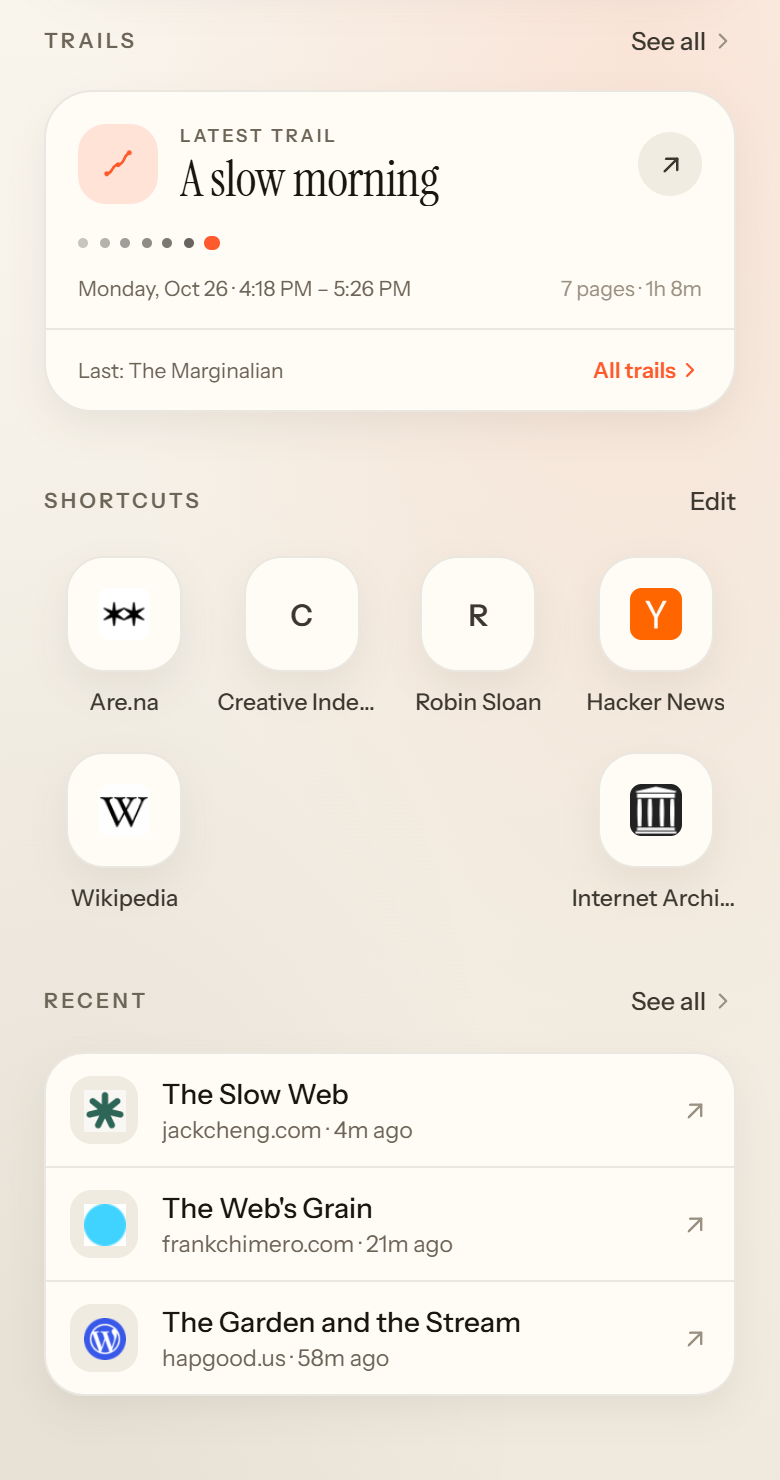 TRAILS
See all
LATEST TRAIL
A slow morning
Monday, Oct 26 · 4:18 PM – 5:26 PM
7 pages · 1h 8m
Last: The Marginalian
All trails
SHORTCUTS
Edit
C
R
Y
Are.na
Creative Inde...
Robin Sloan
Hacker News
W
Wikipedia
Internet Archi...
RECENT
See all
The Slow Web
jackcheng.com · 4m ago
The Web's Grain
frankchimero.com · 21m ago
W
The Garden and the Stream
hapgood.us · 58m ago